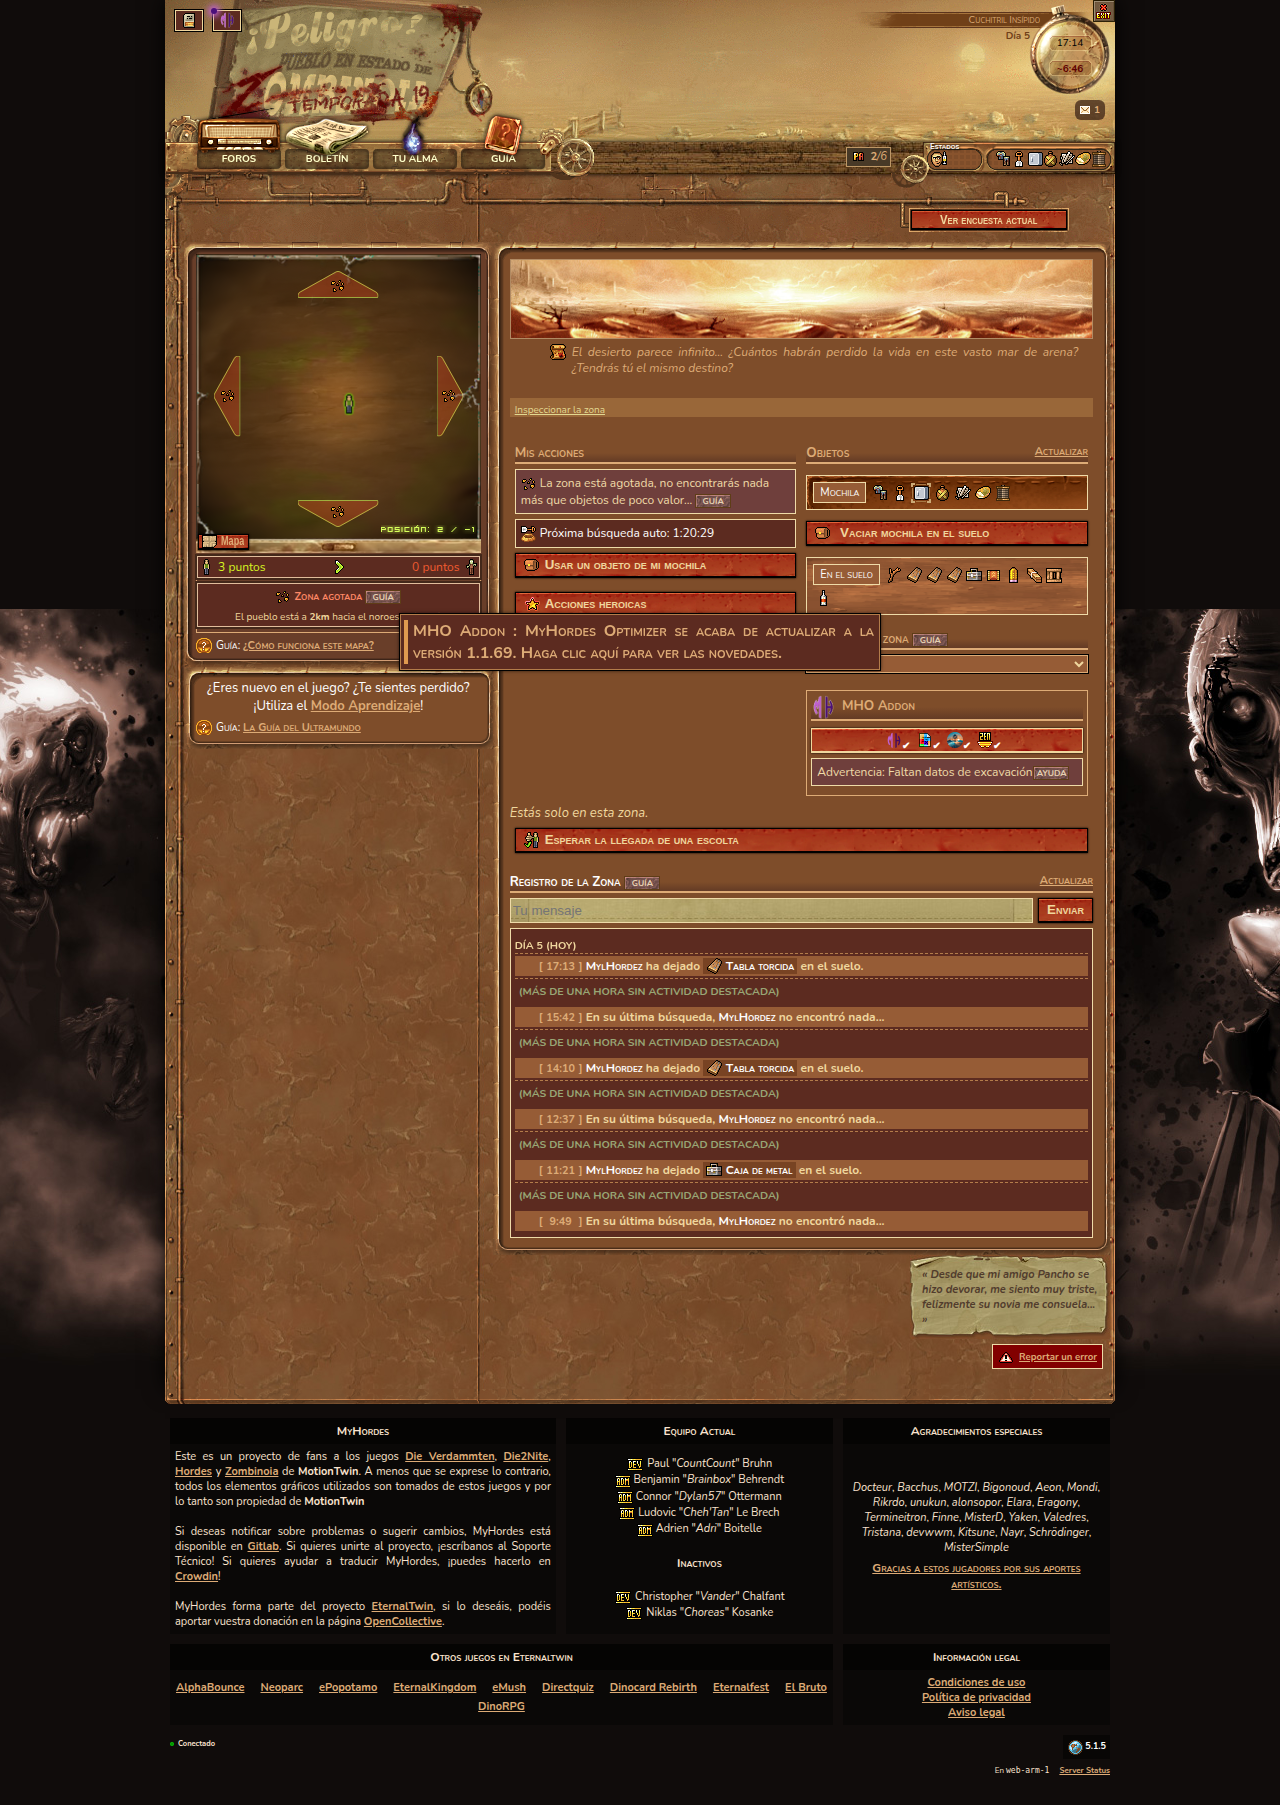 ¡Peligro!
PUEBLO EN ESTADO DE
ZOMBINOIA
TEMPORADA 19
Cuchitril Insípido
EXIT
Día 5
17:14
~6:46
1
FOROS
BOLETÍN
TU ALMA
GUÍA
PA 2/6
Estados
Ver encuesta actual
POSICIÓN: 2 / -1
Mapa
3 puntos
0 puntos
Zona agotada GUÍA
El pueblo está a 2km hacia el noroes
Guía: ¿Cómo funciona este mapa?
¿Eres nuevo en el juego? ¿Te sientes perdido?
¡Utiliza el Modo Aprendizaje!
Guía: La Guía del Ultramundo
El desierto parece infinito... ¿Cuántos habrán perdido la vida en este vasto mar de arena?
¿Tendrás tú el mismo destino?
Inspeccionar la zona
Mis acciones
La zona está agotada, no encontrarás nada
más que objetos de poco valor... GUÍA
Próxima búsqueda auto: 1:20:29
Usar un objeto de mi mochila
Acciones heroicas
Objetos
Actualizar
Mochila
Vaciar mochila en el suelo
En el suelo
zona GUÍA
MHO Addon : MyHordes Optimizer se acaba de actualizar a la
versión 1.1.69. Haga clic aquí para ver las novedades.
MHO Addon
Advertencia: Faltan datos de excavación AYUDA
Estás solo en esta zona.
Esperar la llegada de una escolta
Registro de la Zona GUÍA
Actualizar
Tu mensaje
Enviar
DÍA 5 (HOY)
[ 17:13 ] MylHordez ha dejado Tabla torcida en el suelo.
(MÁS DE UNA HORA SIN ACTIVIDAD DESTACADA)
[ 15:42 ] En su última búsqueda, MylHordez no encontró nada...
(MÁS DE UNA HORA SIN ACTIVIDAD DESTACADA)
[ 14:10 ] MylHordez ha dejado Tabla torcida en el suelo.
(MÁS DE UNA HORA SIN ACTIVIDAD DESTACADA)
[ 12:37 ] En su última búsqueda, MylHordez no encontró nada...
(MÁS DE UNA HORA SIN ACTIVIDAD DESTACADA)
[ 11:21 ] MylHordez ha dejado Caja de metal en el suelo.
(MÁS DE UNA HORA SIN ACTIVIDAD DESTACADA)
[ 9:49 ] En su última búsqueda, MylHordez no encontró nada...
« Desde que mi amigo Pancho se
hizo devorar, me siento muy triste,
felizmente su novia me consuela...
»
Reportar un error
MyHordes
Este es un proyecto de fans a los juegos Die Verdammten, Die2Nite,
Hordes y Zombinoia de MotionTwin. A menos que se exprese lo contrario,
todos los elementos gráficos utilizados son tomados de estos juegos y por
lo tanto son propiedad de MotionTwin
Si deseas notificar sobre problemas o sugerir cambios, MyHordes está
disponible en Gitlab. Si quieres unirte al proyecto, ¡escríbanos al Soporte
Técnico! Si quieres ayudar a traducir MyHordes, ¡puedes hacerlo en
Crowdin!
MyHordes forma parte del proyecto EternalTwin, si lo deseáis, podéis
aportar vuestra donación en la página OpenCollective.
Equipo Actual
DEV Paul "CountCount" Bruhn
ADM Benjamin "Brainbox" Behrendt
ADM Connor "Dylan57" Ottermann
ADM Ludovic "Cheh'Tan" Le Brech
ADM Adrien "Adri" Boitelle
Inactivos
DEV Christopher "Vander" Chalfant
DEV Niklas "Choreas" Kosanke
Agradecimientos especiales
Docteur, Bacchus, MOTZI, Bigonoud, Aeon, Mondi,
Rikrdo, unukun, alonsopor, Elara, Eragony,
Termineitron, Finne, MisterD, Yaken, Valedres,
Tristana, devwwm, Kitsune, Nayr, Schrödinger,
MisterSimple
Gracias a estos jugadores por sus aportes
artísticos.
Otros juegos en Eternaltwin
AlphaBounce Neoparc ePopotamo EternalKingdom eMush Directquiz Dinocard Rebirth Eternalfest El Bruto
DinoRPG
Información legal
Condiciones de uso
Política de privacidad
Aviso legal
Conectado
5.1.5
En web-arm-1 Server Status